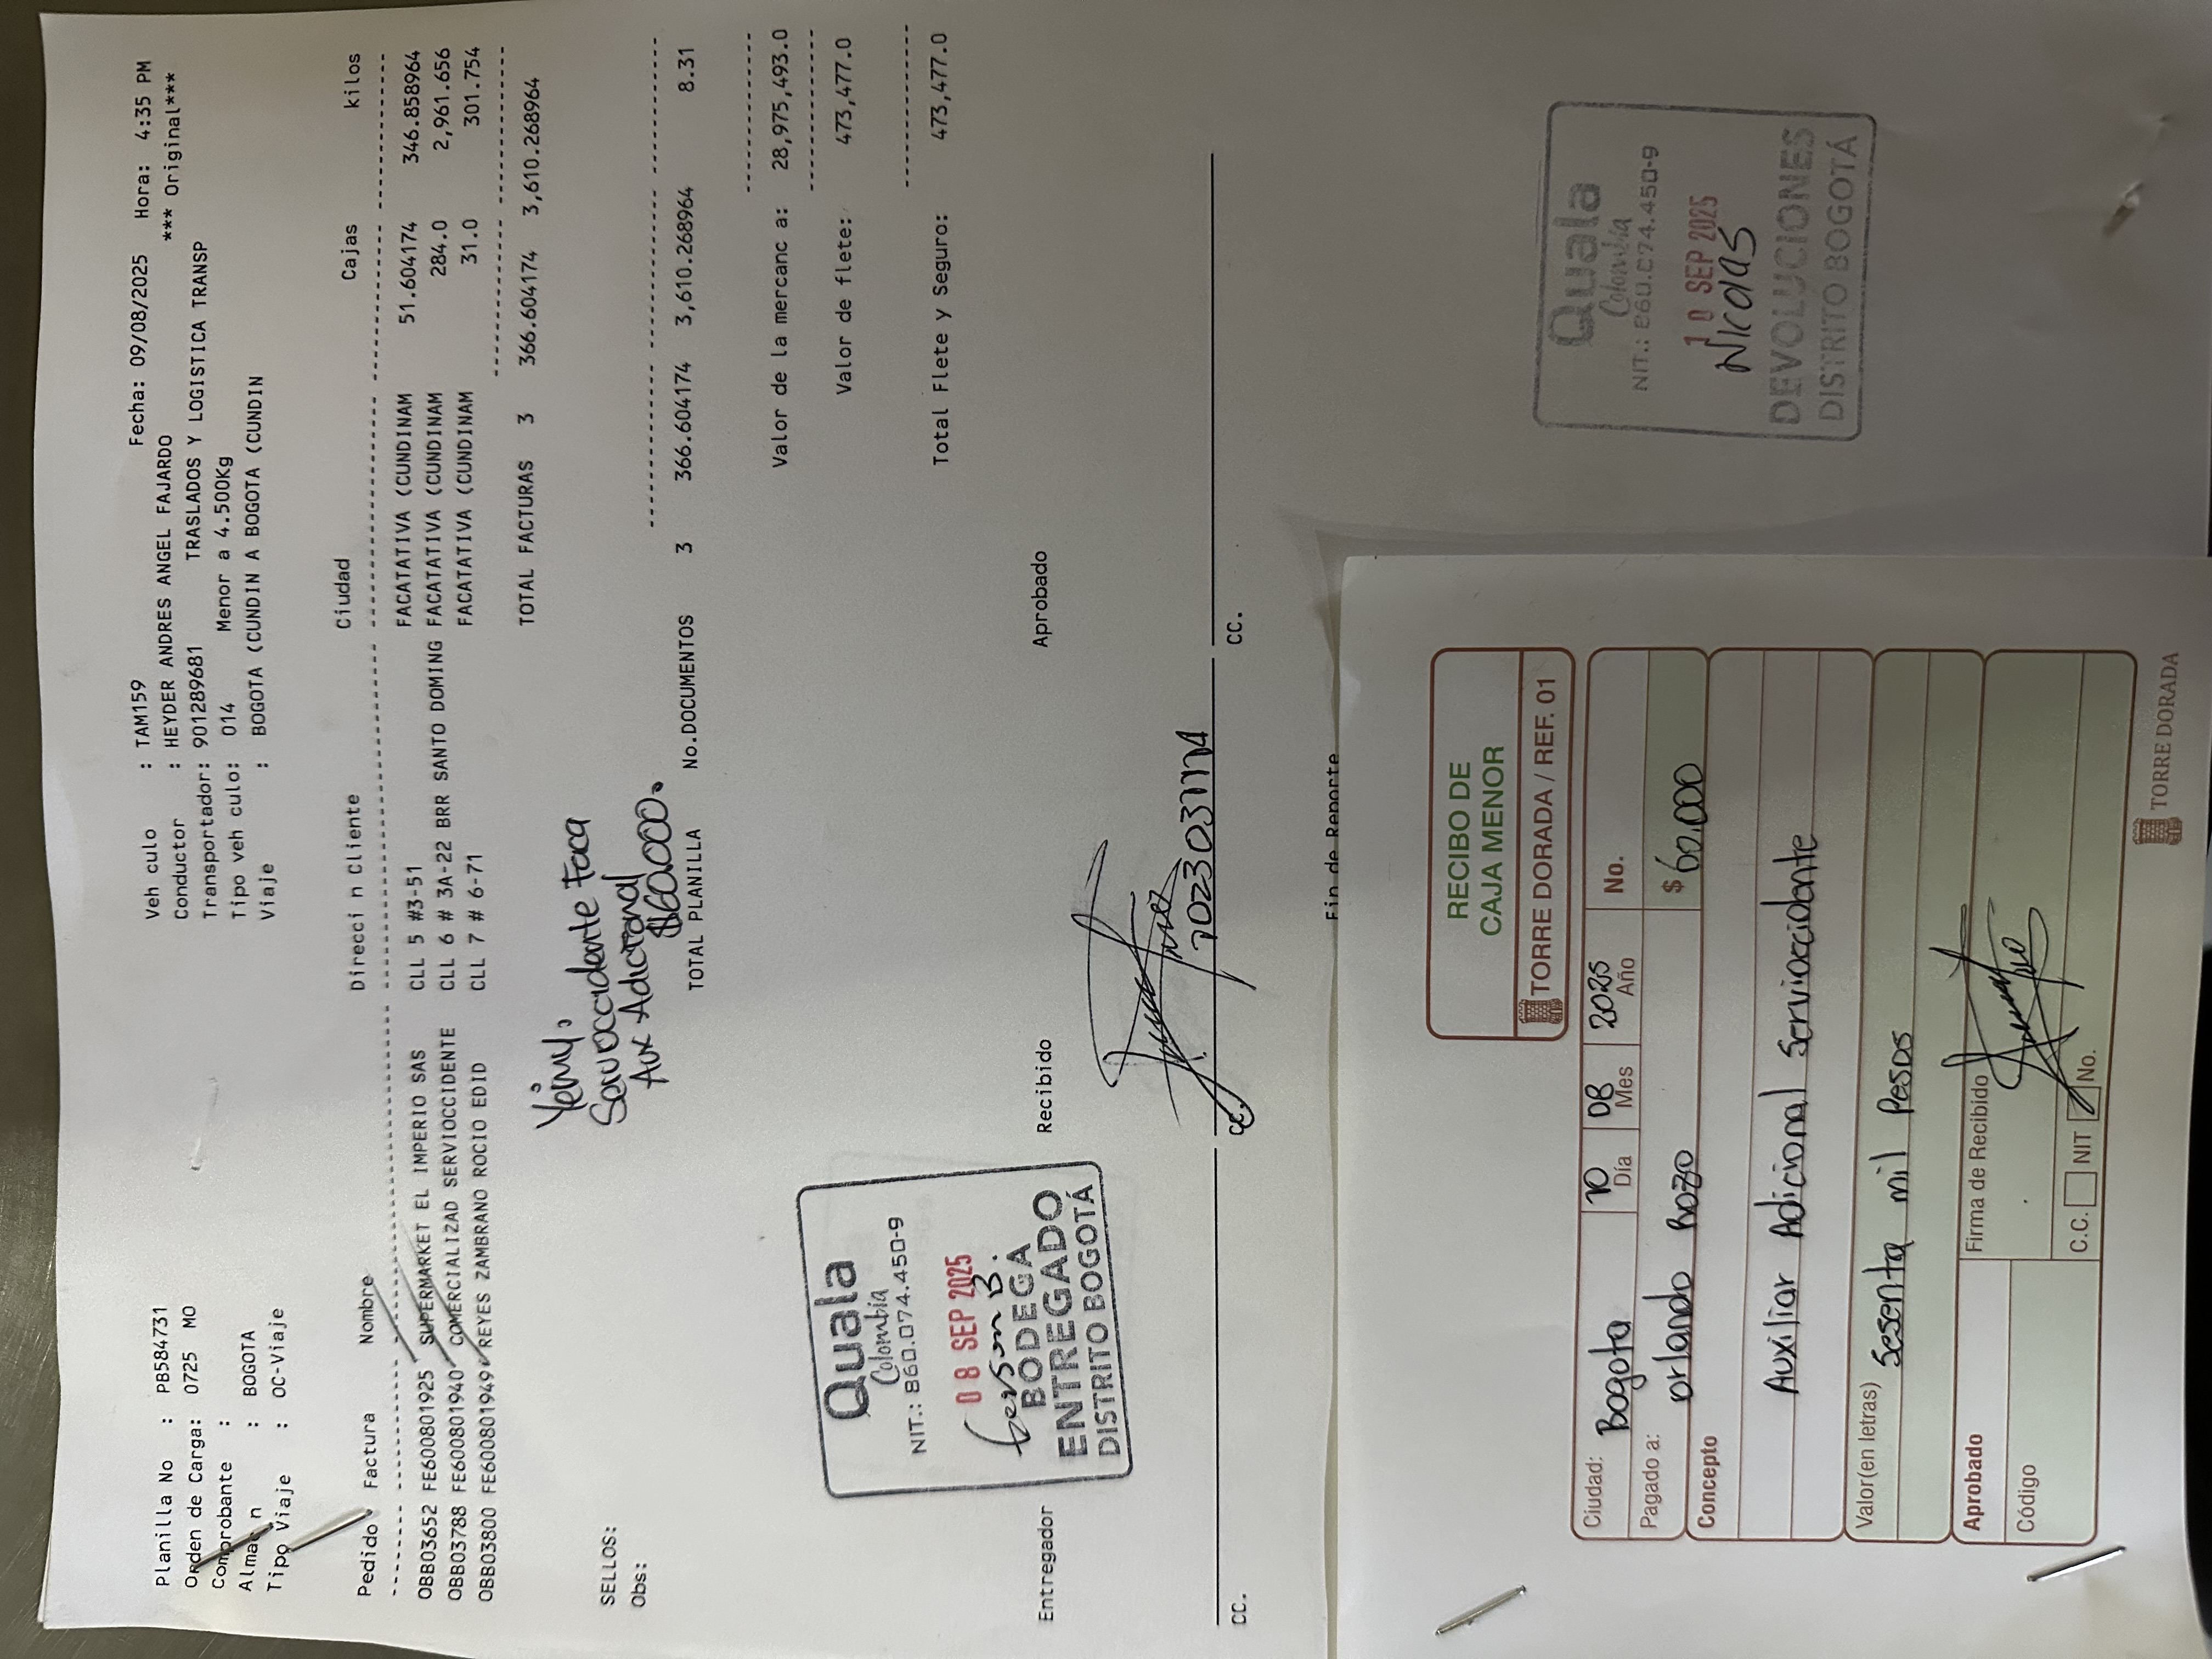 Planilla No : PB584731 Veh culo : TAM159 Fecha: 09/08/2025 Hora: 4:35 PM
Orden de Carga: 0725 MO Conductor : HEYDER ANDRES ANGEL FAJARDO *** Original***
Comprobante : Transportador: 901289681 TRASLADOS Y LOGISTICA TRANSP
Almac n : BOGOTA Tipo veh culo: 014 Menor a 4.500Kg
Tipo Viaje : OC-Viaje Viaje : BOGOTA (CUNDIN A BOGOTA (CUNDIN
Pedido Factura Nombre Direcci n Cliente Ciudad Cajas kilos
OBB03652 FE600801925 SUPERMARKET EL IMPERIO SAS CLL 5 #3-51 FACATATIVA (CUNDINAM 51.604174 346.858964
OBB03788 FE600801940 COMERCIALIZAD SERVIOCCIDENTE CLL 6 # 3A-22 BRR SANTO DOMING FACATATIVA (CUNDINAM 284.0 2,961.656
OBB03800 FE600801949 REYES ZAMBRANO ROCIO EDID CLL 7 # 6-71 FACATATIVA (CUNDINAM 31.0 301.754
TOTAL FACTURAS 3 366.604174 3,610.268964
Yeimy:
Servioccidente Faca
Aux Adicional
$60.000.
SELLOS:
Obs:
TOTAL PLANILLA No.DOCUMENTOS 3 366.604174 3,610.268964 8.31
Valor de la mercanc a: 28,975,493.0
Valor de flete: 473,477.0
Total Flete y Seguro: 473,477.0
Quala
Colombia
NIT.: 860.074.450-9
08 SEP 2025
Gerson B.
BODEGA
ENTREGADO
DISTRITO BOGOTÁ
Entregador Recibido Aprobado
1023031174
CC. CC. CC.
Fin de Reporte
Quala
Colombia
NIT.: 860.074.450-9
10 SEP 2025
Nicolas
DEVOLUCIONES
DISTRITO BOGOTÁ
RECIBO DE
CAJA MENOR
TORRE DORADA / REF. 01
Ciudad: Bogota 10 08 2025 No.
Día Mes Año
Pagado a: Orlando Rozo $ 60.000
Concepto
Auxiliar Adicional Servioccidente
Valor(en letras) Sesenta mil Pesos
Aprobado Firma de Recibido
Código
C.C. NIT No.
TORRE DORADA